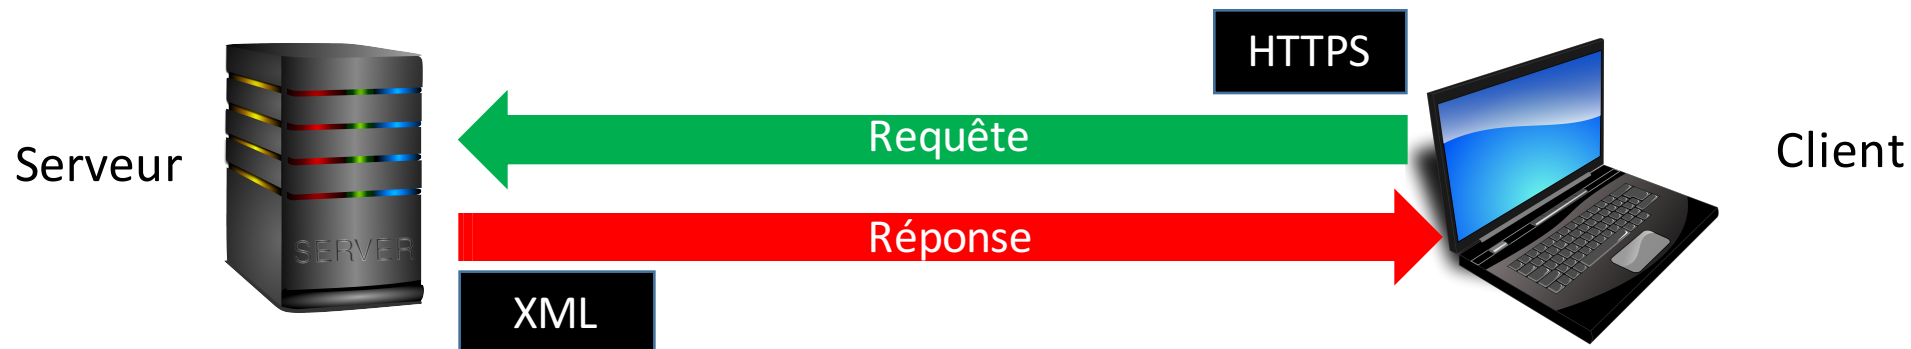 HTTPS
Requête
Serveur
Client
SERVER
Réponse
XML